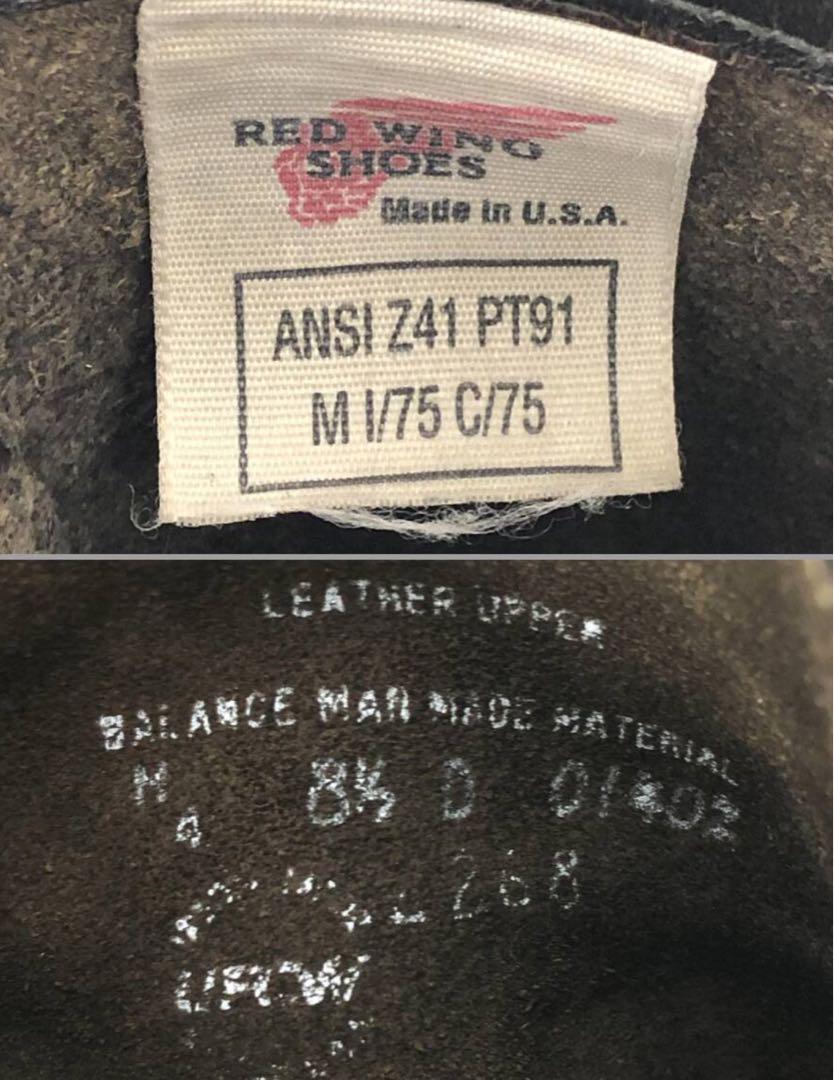 RED WING
SHOES
Made in U.S.A.
ANSI Z41 PT91
M I/75 C/75
LEATHER UPPER
BALANCE MAN MADE MATERIAL
8½ D
268
UFCW